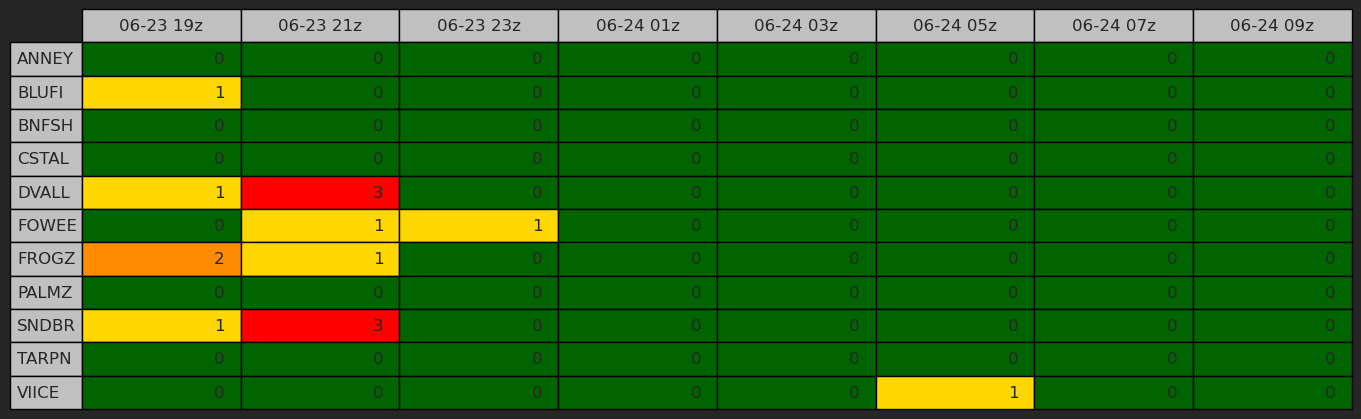 06-23 19z 06-23 21z 06-23 23z 06-24 01z 06-24 03z 06-24 05z 06-24 07z 06-24 09z
ANNEY 0 0 0 0 0 0 0 0
BLUFI 1 0 0 0 0 0 0 0
BNFSH 0 0 0 0 0 0 0 0
CSTAL 0 0 0 0 0 0 0 0
DVALL 1 3 0 0 0 0 0 0
FOWEE 0 1 1 0 0 0 0 0
FROGZ 2 1 0 0 0 0 0 0
PALMZ 0 0 0 0 0 0 0 0
SNDBR 1 3 0 0 0 0 0 0
TARPN 0 0 0 0 0 0 0 0
VIICE 0 0 0 0 0 1 0 0